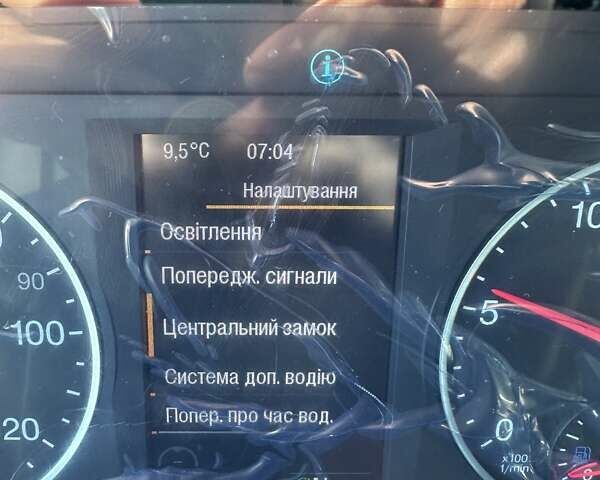 i
9,5°C 07:04
Налаштування
Освітлення
Попередж. сигнали
Центральний замок
Система доп. водію
Попер. про час вод.
90
100
20
10
5
0
x100
1/min